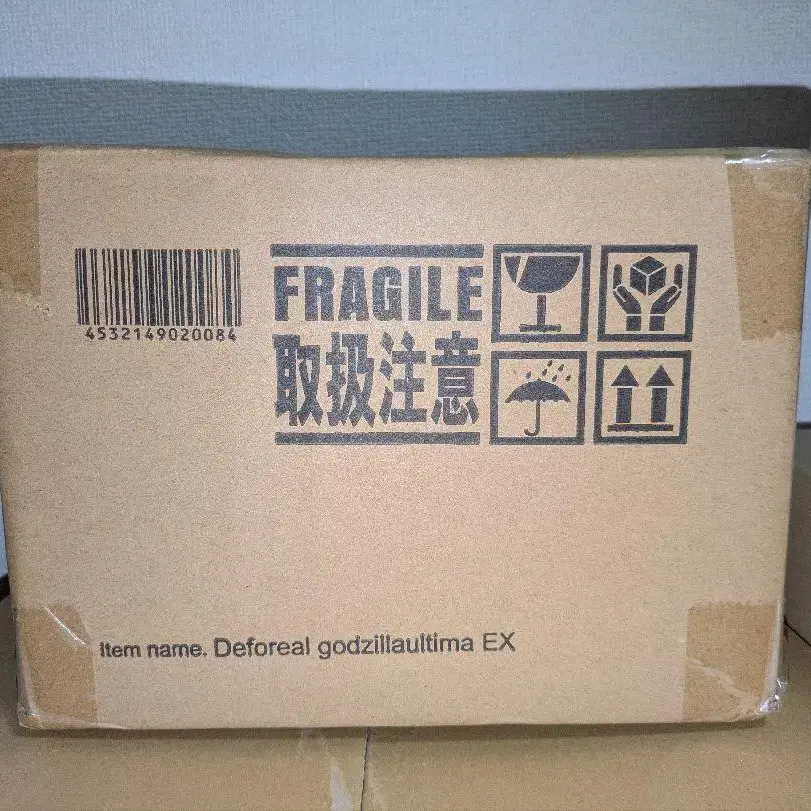 4532149020084
FRAGILE
取扱注意
Item name. Deforeal godzillaultima EX